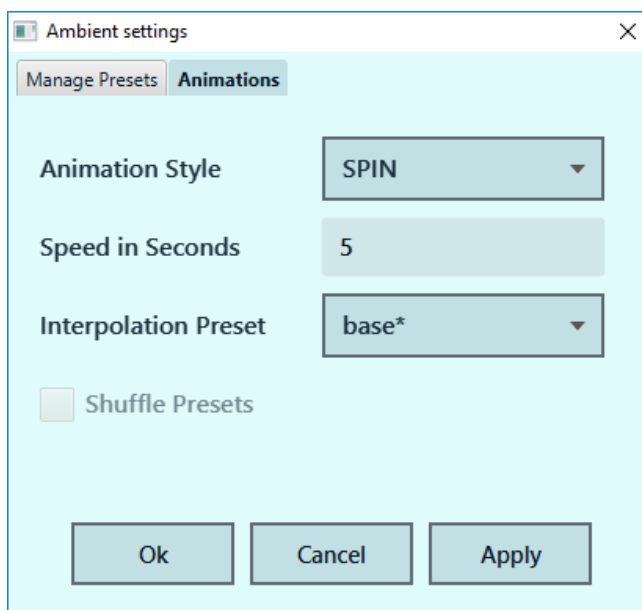 Ambient settings
Manage Presets Animations
Animation Style SPIN
Speed in Seconds 5
Interpolation Preset base*
Shuffle Presets
Ok Cancel Apply